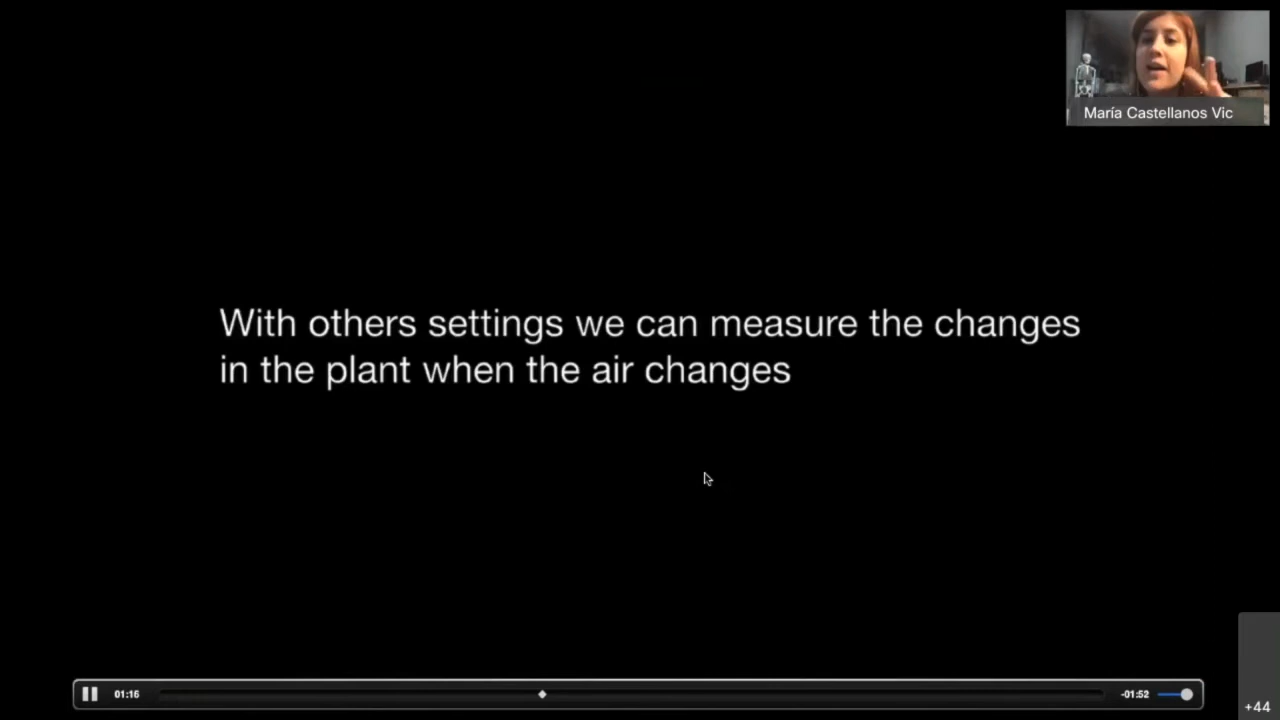 María Castellanos Vic
With others settings we can measure the changes
in the plant when the air changes
01:16
-01:52
+44